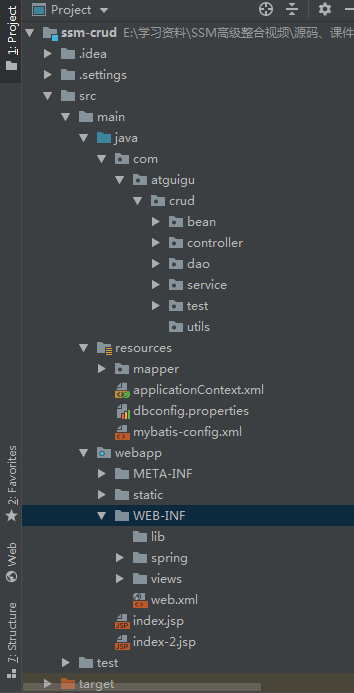 Project
ssm-crud E:\学习资料\SSM高级整合视频\源码、课件
.idea
.settings
src
main
java
com
atguigu
crud
bean
controller
dao
service
test
utils
resources
mapper
applicationContext.xml
dbconfig.properties
mybatis-config.xml
webapp
META-INF
static
WEB-INF
lib
spring
views
web.xml
index.jsp
index-2.jsp
test
target
1: Project
2: Favorites
Web
7: Structure